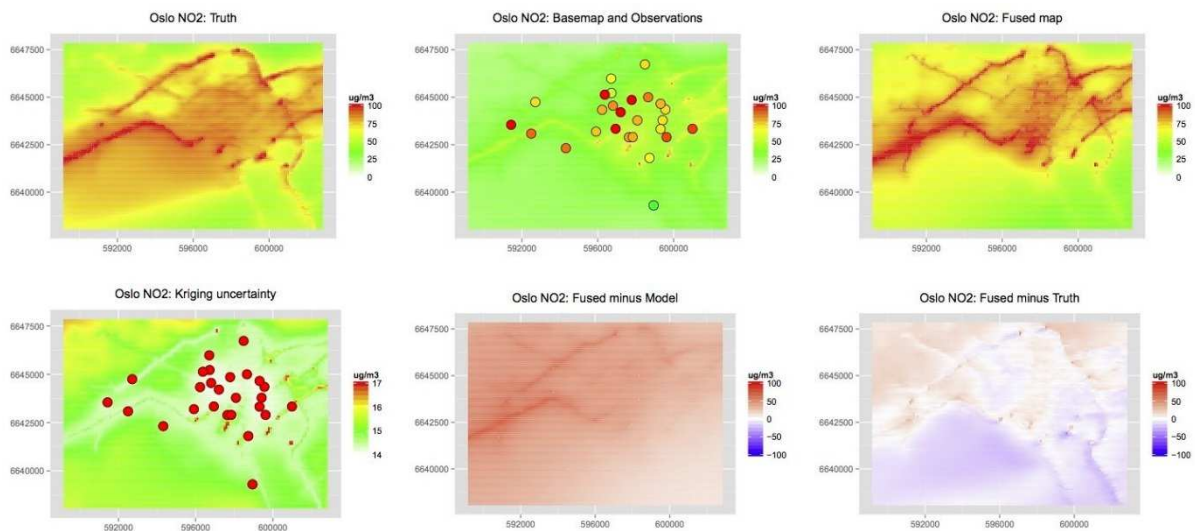 Oslo NO2: Truth
6647500
6645000
6642500
6640000
592000 596000 600000
ug/m3
100
75
50
25
0
Oslo NO2: Basemap and Observations
6647500
6645000
6642500
6640000
592000 596000 600000
ug/m3
100
75
50
25
0
Oslo NO2: Fused map
6647500
6645000
6642500
6640000
592000 596000 600000
ug/m3
100
75
50
25
0
Oslo NO2: Kriging uncertainty
6647500
6645000
6642500
6640000
592000 596000 600000
ug/m3
17
16
15
14
Oslo NO2: Fused minus Model
6647500
6645000
6642500
6640000
592000 596000 600000
ug/m3
100
50
0
−50
−100
Oslo NO2: Fused minus Truth
6647500
6645000
6642500
6640000
592000 596000 600000
ug/m3
100
50
0
−50
−100